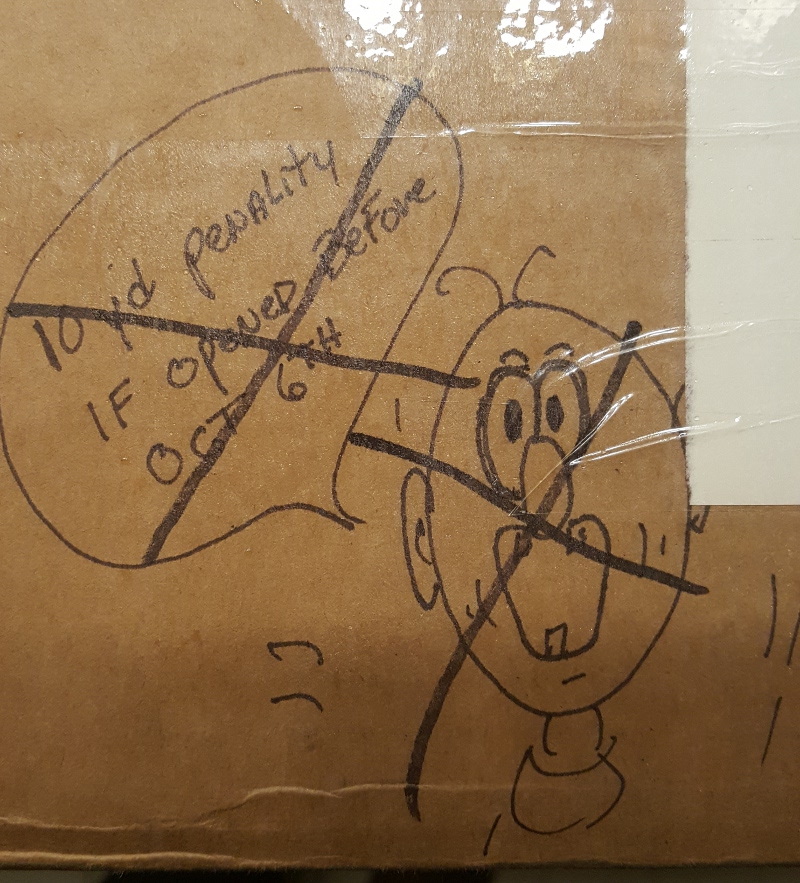 10 yd penality
IF opened Before
OCT 6TH